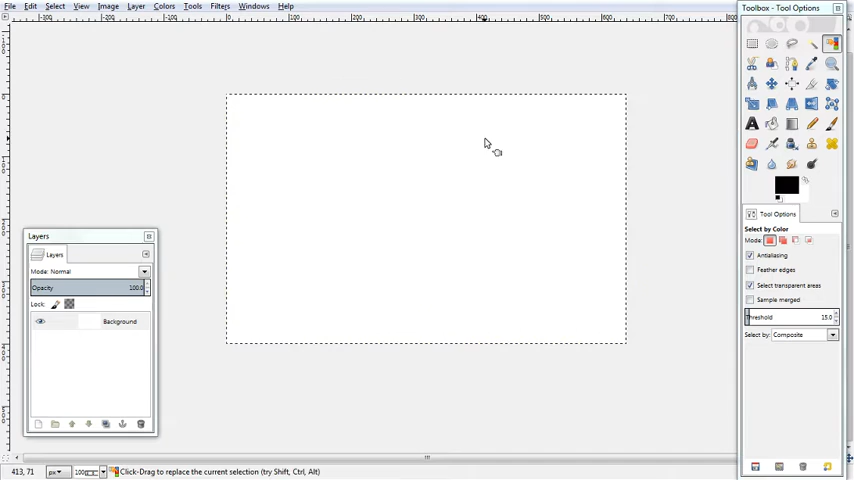 File Edit Select View Image Layer Colors Tools Filters Windows Help
Toolbox - Tool Options
Layers
Layers
Mode: Normal
Opacity 100.0
Lock:
Background
Tool Options
Select by Color
Mode:
Antialiasing
Feather edges
Select transparent areas
Sample merged
Threshold 15.0
Select by: Composite
413, 71 px Click-Drag to replace the current selection (try Shift, Ctrl, Alt)